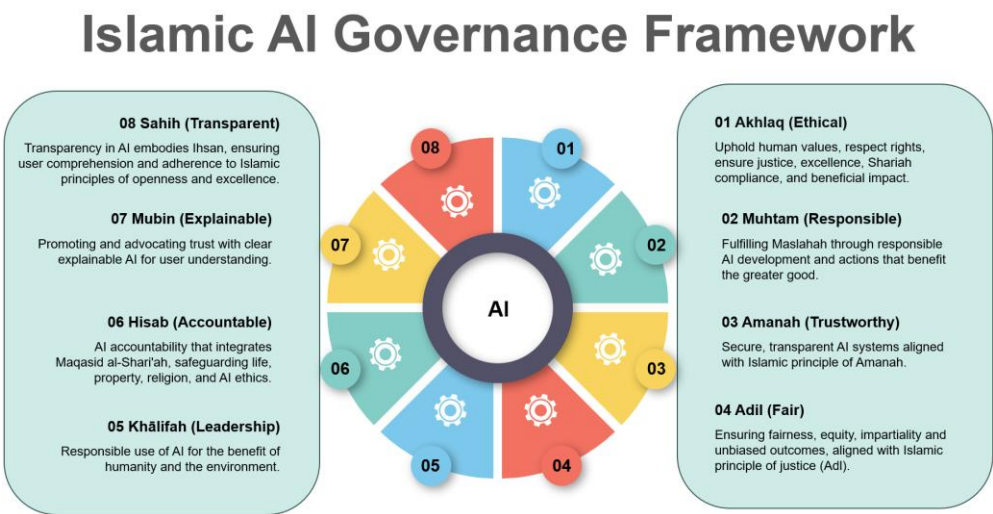 Islamic AI Governance Framework
08 Sahih (Transparent)
Transparency in AI embodies Ihsan, ensuring
user comprehension and adherence to Islamic
principles of openness and excellence.
07 Mubin (Explainable)
Promoting and advocating trust with clear
explainable AI for user understanding.
06 Hisab (Accountable)
AI accountability that integrates
Maqasid al-Shari'ah, safeguarding life,
property, religion, and AI ethics.
05 Khālifah (Leadership)
Responsible use of AI for the benefit of
humanity and the environment.
08
01
07
02
AI
06
03
05
04
01 Akhlaq (Ethical)
Uphold human values, respect rights,
ensure justice, excellence, Shariah
compliance, and beneficial impact.
02 Muhtam (Responsible)
Fulfilling Maslahah through responsible
AI development and actions that benefit
the greater good.
03 Amanah (Trustworthy)
Secure, transparent AI systems aligned
with Islamic principle of Amanah.
04 Adil (Fair)
Ensuring fairness, equity, impartiality and
unbiased outcomes, aligned with Islamic
principle of justice (Adl).